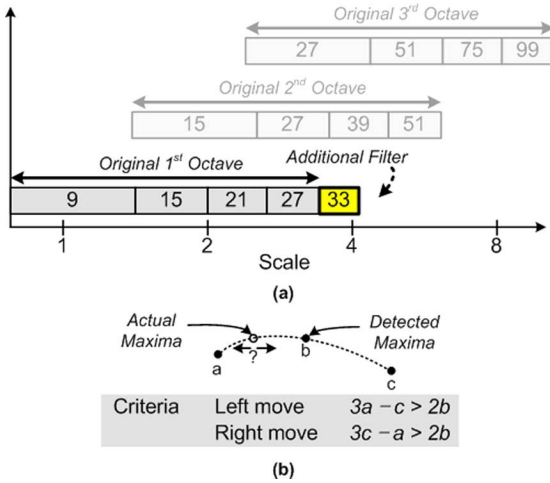 Original 3rd Octave
27 51 75 99
Original 2nd Octave
15 27 39 51
Original 1st Octave
Additional Filter
9 15 21 27 33
1 2 4 8
Scale
(a)
Actual Maxima
Detected Maxima
a ? b c
Criteria Left move 3a – c > 2b
Right move 3c – a > 2b
(b)